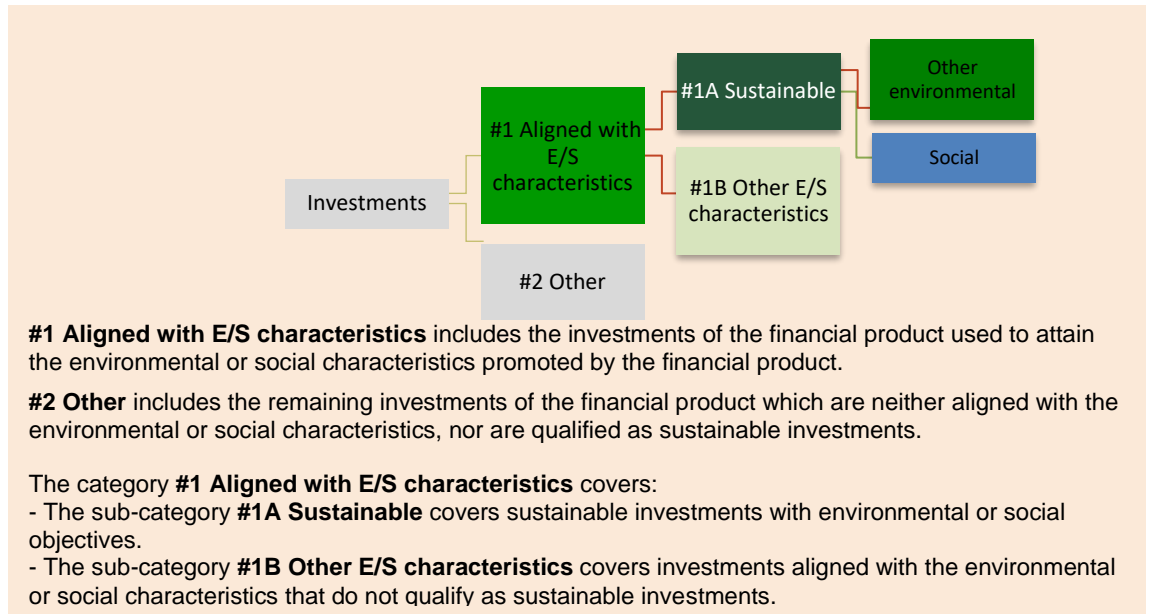 Investments
#1 Aligned with
E/S
characteristics
#2 Other
#1A Sustainable
#1B Other E/S
characteristics
Other
environmental
Social
#1 Aligned with E/S characteristics includes the investments of the financial product used to attain
the environmental or social characteristics promoted by the financial product.
#2 Other includes the remaining investments of the financial product which are neither aligned with the
environmental or social characteristics, nor are qualified as sustainable investments.
The category #1 Aligned with E/S characteristics covers:
- The sub-category #1A Sustainable covers sustainable investments with environmental or social
objectives.
- The sub-category #1B Other E/S characteristics covers investments aligned with the environmental
or social characteristics that do not qualify as sustainable investments.